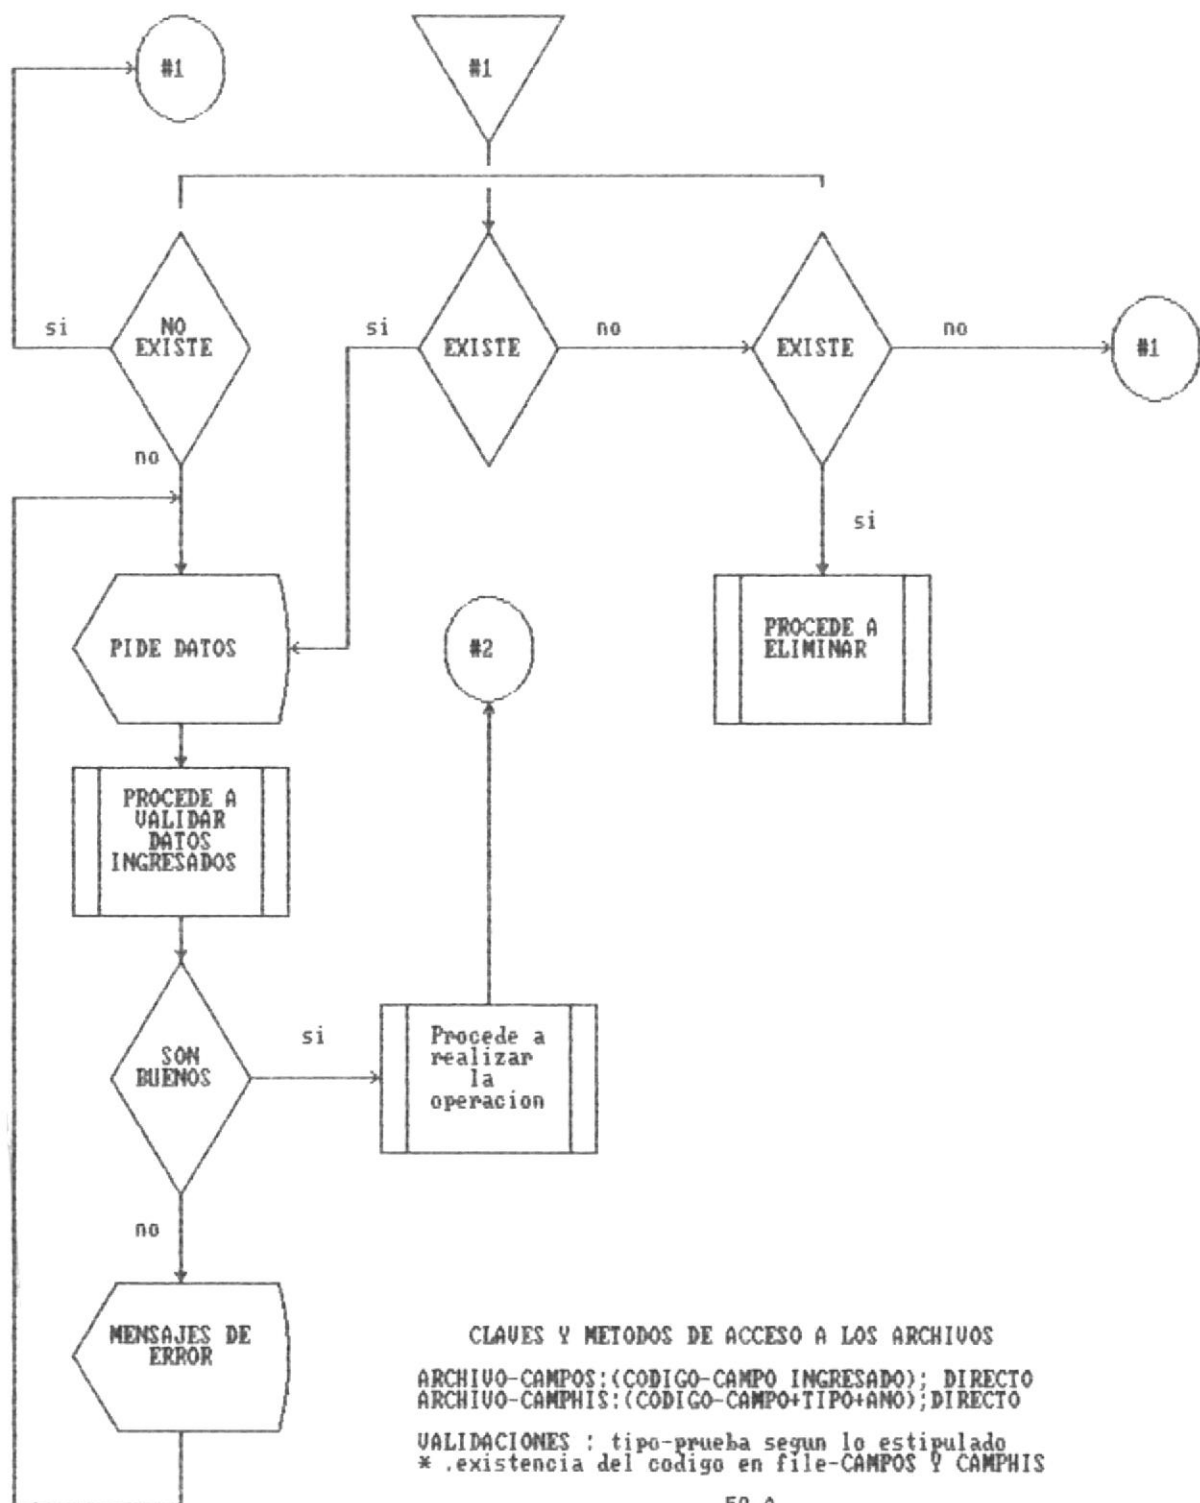 #1
#1
si
NO
EXISTE
si
EXISTE
no
EXISTE
no
#1
no
si
PIDE DATOS
#2
PROCEDE A
ELIMINAR
PROCEDE A
VALIDAR
DATOS
INGRESADOS
SON
BUENOS
si
Procede a
realizar
la
operacion
no
MENSAJES DE
ERROR
CLAVES Y METODOS DE ACCESO A LOS ARCHIVOS
ARCHIVO-CAMPOS:(CODIGO-CAMPO INGRESADO); DIRECTO
ARCHIVO-CAMPHIS:(CODIGO-CAMPO+TIPO+ANO);DIRECTO
VALIDACIONES : tipo-prueba segun lo estipulado
* .existencia del codigo en file-CAMPOS Y CAMPHIS